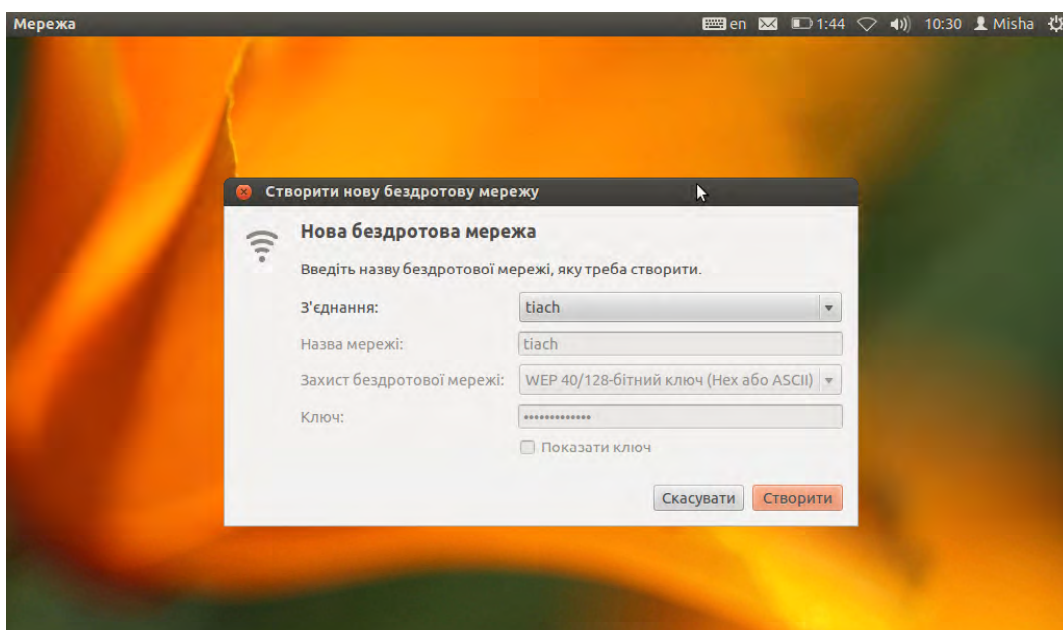 Мережа en 1:44 10:30 Misha
Створити нову бездротову мережу
Нова бездротова мережа
Введіть назву бездротової мережі, яку треба створити.
З'єднання: tiach
Назва мережі: tiach
Захист бездротової мережі: WEP 40/128-бітний ключ (Hex або ASCII)
Ключ: •••••••••••••
Показати ключ
Скасувати Створити